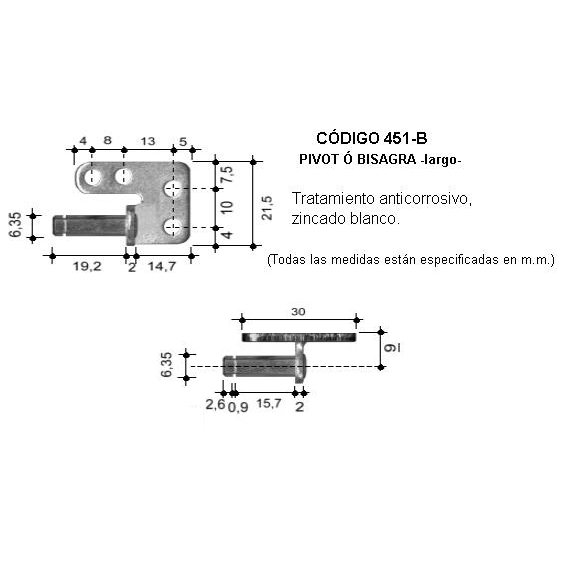 CÓDIGO 451-B
PIVOT Ó BISAGRA -largo-
Tratamiento anticorrosivo,
zincado blanco.
(Todas las medidas están especificadas en m.m.)
4 8 13 5
7,5
10
4
21,5
6,35
19,2 2 14,7
30
9
6,35
2,6 0,9 15,7 2